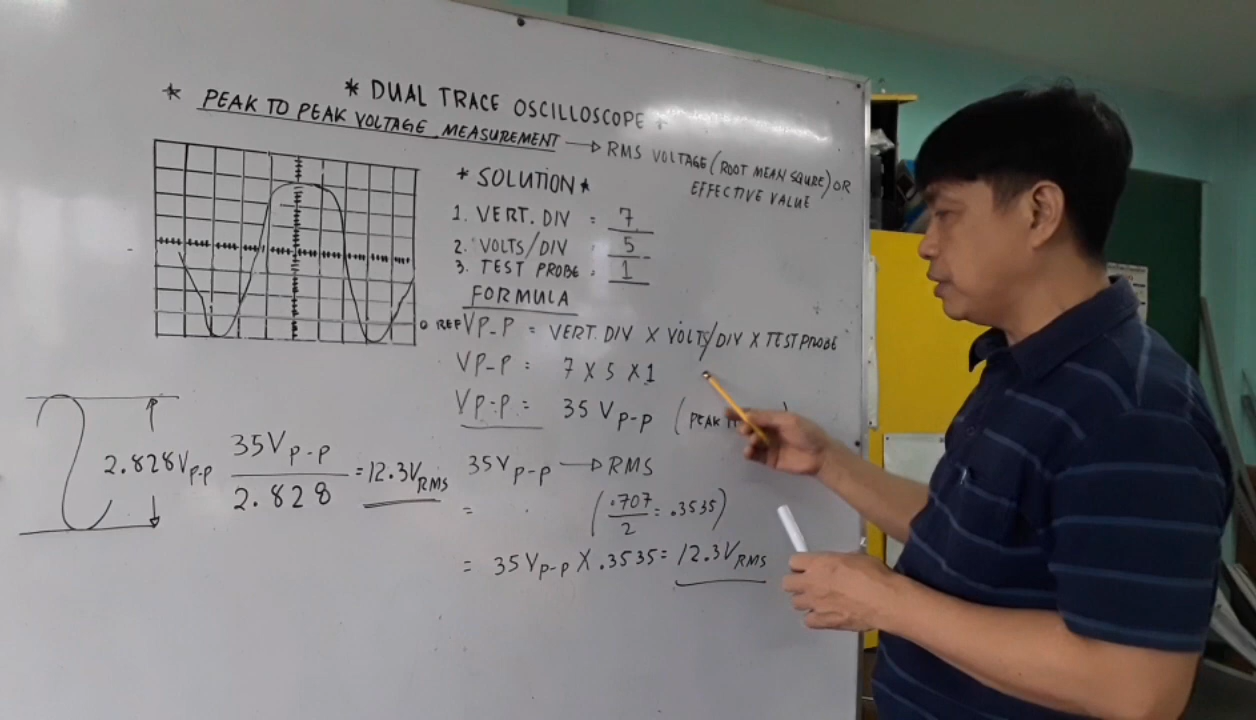 * DUAL TRACE OSCILLOSCOPE
* PEAK TO PEAK VOLTAGE MEASUREMENT → RMS VOLTAGE (ROOT MEAN SQURE) OR
EFFECTIVE VALUE
* SOLUTION *
1. VERT. DIV = 7
2. VOLTS/DIV = 5
3. TEST PROBE = 1
FORMULA
0 REF
VP-P = VERT. DIV X VOLTS/DIV X TEST PROBE
VP-P = 7 X 5 X 1
VP-P = 35 VP-P (PEAK
35VP-P → RMS
= (.707/2 = .3535)
= 35VP-P X .3535 = 12.3VRMS
2.828VP-P 35VP-P/2.828 = 12.3VRMS